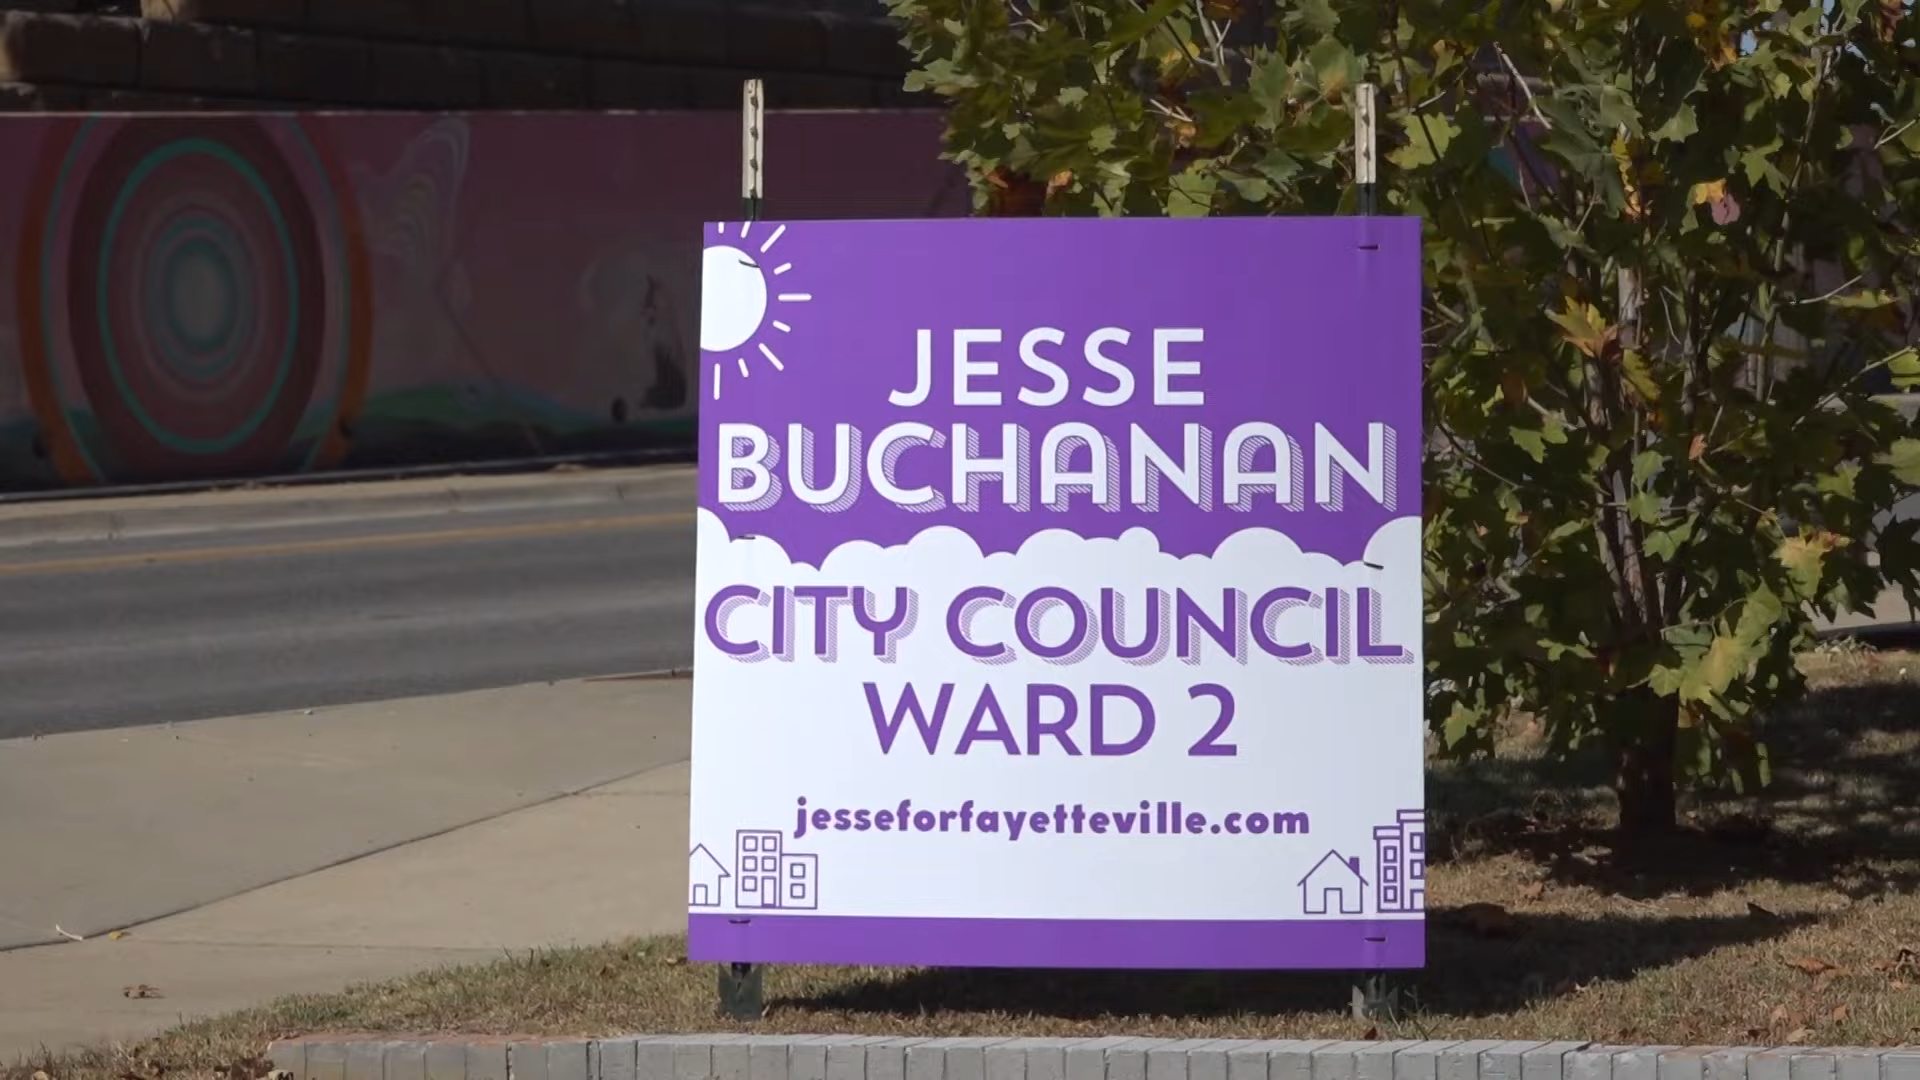 JESSE
BUCHANAN
CITY COUNCIL
WARD 2
jesseforfayetteville.com